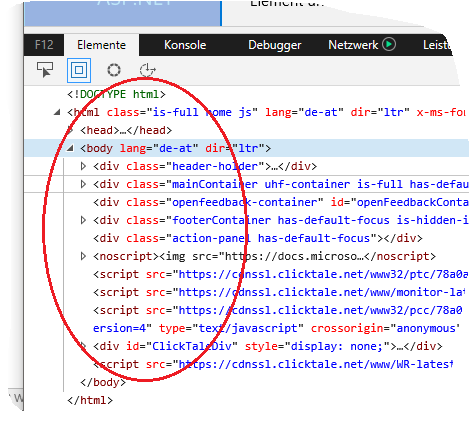 ASP.NET
Element u
F12 Elemente Konsole Debugger Netzwerk Leist
<!DOCTYPE html>
<html class="is-full home js" lang="de-at" dir="ltr" x-ms-for
<head>…</head>
<body lang="de-at" dir="ltr">
<div class="header-holder">…</div>
<div class="mainContainer uhf-container is-full has-defau
<div class="openfeedback-container" id="openfeedbackConta
<div class="footerContainer has-default-focus is-hidden-i
<div class="action-panel has-default-focus"></div>
<noscript><img src="https://docs.microso…</noscript>
<script src="https://cdnssl.clicktale.net/www32/ptc/78a0a
<script src="https://cdnssl.clicktale.net/www/monitor-lat
<script src="https://cdnssl.clicktale.net/www32/pcc/78a0
ersion=4" type="text/javascript" crossorigin="anonymous'
<div id="ClickTaleDiv" style="display: none;">…</div>
<script src="https://cdnssl.clicktale.net/www/WR-latest
</body>
</html>